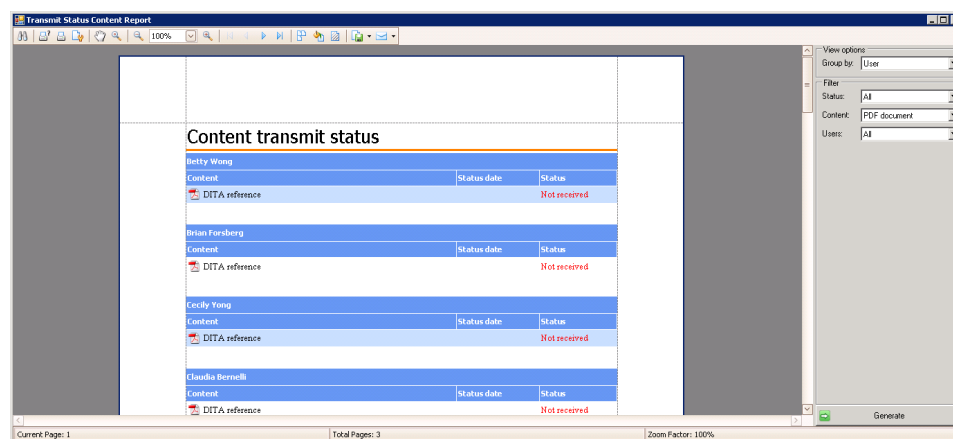 Transmit Status Content Report
100%
View options
Group by: User
Filter
Status: All
Content: PDF document
Users: All
Content transmit status
Betty Wong
Content Status date Status
DITA reference Not received
Brian Forsberg
Content Status date Status
DITA reference Not received
Cecily Yong
Content Status date Status
DITA reference Not received
Claudia Bernelli
Content Status date Status
DITA reference Not received
Generate
Current Page: 1 Total Pages: 3 Zoom Factor: 100%